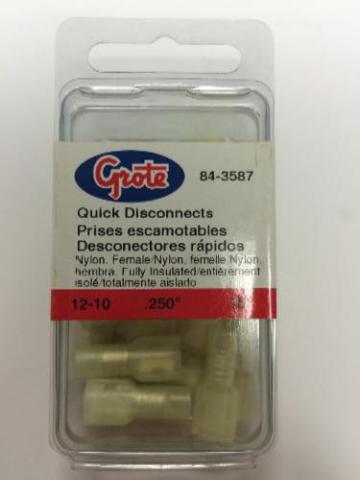 Grote
84-3587
Quick Disconnects
Prises escamotables
Desconectores rápidos
Nylon. Female/Nylon, femelle Nylon,
hembra. Fully Insulated/entièrement
isolé/totalmente aislado
12-10 .250"